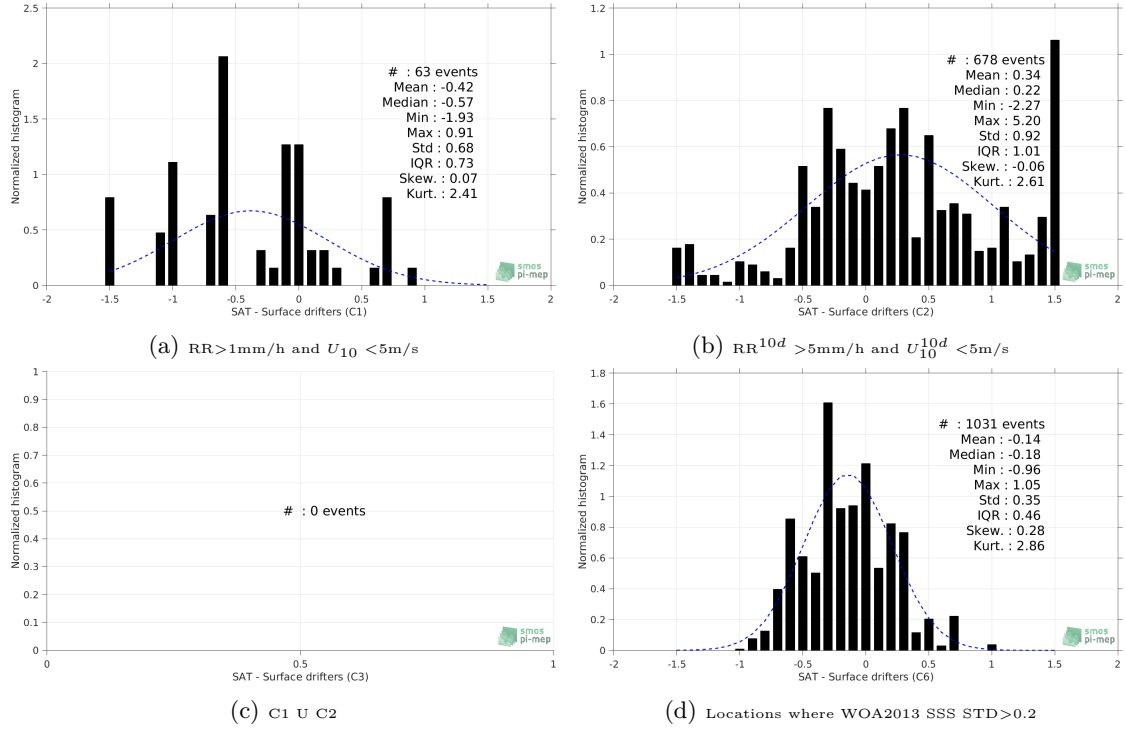 2.5
2
1.5
1
0.5
0
-2
-1.5
-1
-0.5
0
0.5
1
1.5
2
Normalized histogram
SAT - Surface drifters (C1)
# : 63 events
Mean : -0.42
Median : -0.57
Min : -1.93
Max : 0.91
Std : 0.68
IQR : 0.73
Skew. : 0.07
Kurt. : 2.41
smos
pi-mep
(a) RR>1mm/h and U10 <5m/s
1.2
1
0.8
0.6
0.4
0.2
0
-2
-1.5
-1
-0.5
0
0.5
1
1.5
2
Normalized histogram
SAT - Surface drifters (C2)
# : 678 events
Mean : 0.34
Median : 0.22
Min : -2.27
Max : 5.20
Std : 0.92
IQR : 1.01
Skew. : -0.06
Kurt. : 2.61
smos
pi-mep
(b) RR^10d >5mm/h and U10^10d <5m/s
1
0.9
0.8
0.7
0.6
0.5
0.4
0.3
0.2
0.1
0
0
0.5
1
Normalized histogram
SAT - Surface drifters (C3)
# : 0 events
smos
pi-mep
(c) C1 U C2
1.8
1.6
1.4
1.2
1
0.8
0.6
0.4
0.2
0
-2
-1.5
-1
-0.5
0
0.5
1
1.5
2
Normalized histogram
SAT - Surface drifters (C6)
# : 1031 events
Mean : -0.14
Median : -0.18
Min : -0.96
Max : 1.05
Std : 0.35
IQR : 0.46
Skew. : 0.28
Kurt. : 2.86
smos
pi-mep
(d) Locations where WOA2013 SSS STD>0.2